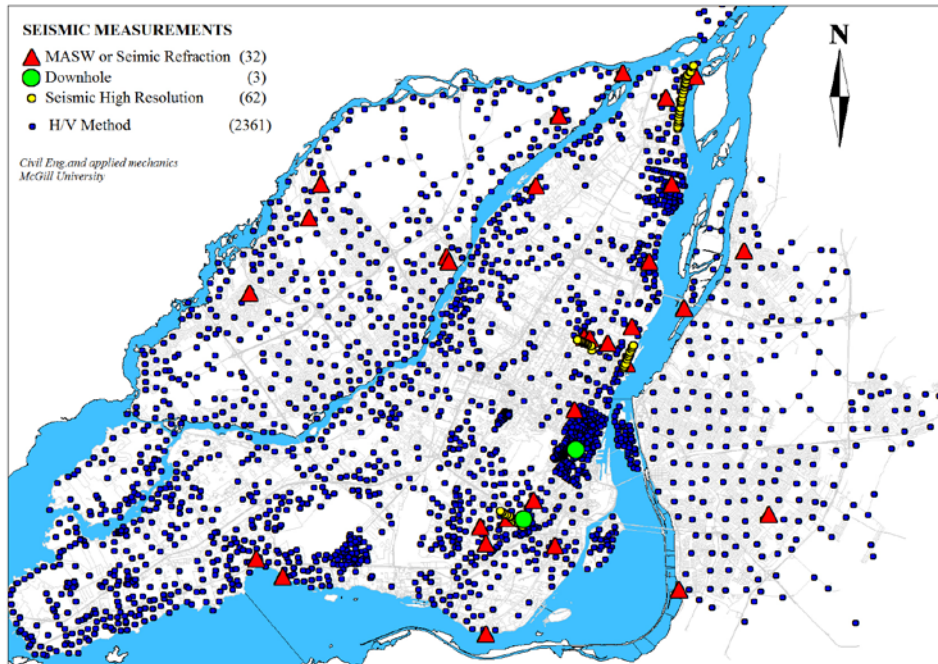 SEISMIC MEASUREMENTS
MASW or Seimic Refraction (32)
Downhole (3)
Seismic High Resolution (62)
H/V Method (2361)
Civil Eng.and applied mechanics
McGill University
N